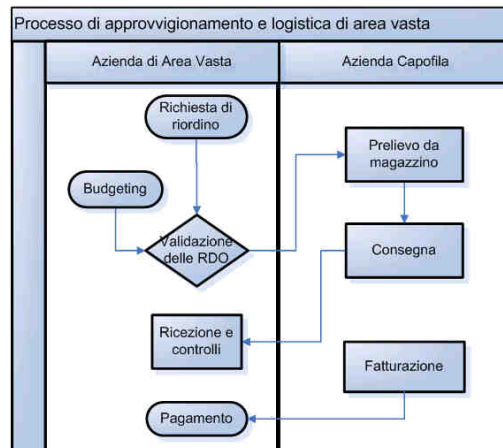 Processo di approvvigionamento e logistica di area vasta
Azienda di Area Vasta
Azienda Capofila
Richiesta di
riordino
Prelievo da
magazzino
Budgeting
Validazione
delle RDO
Consegna
Ricezione e
controlli
Fatturazione
Pagamento